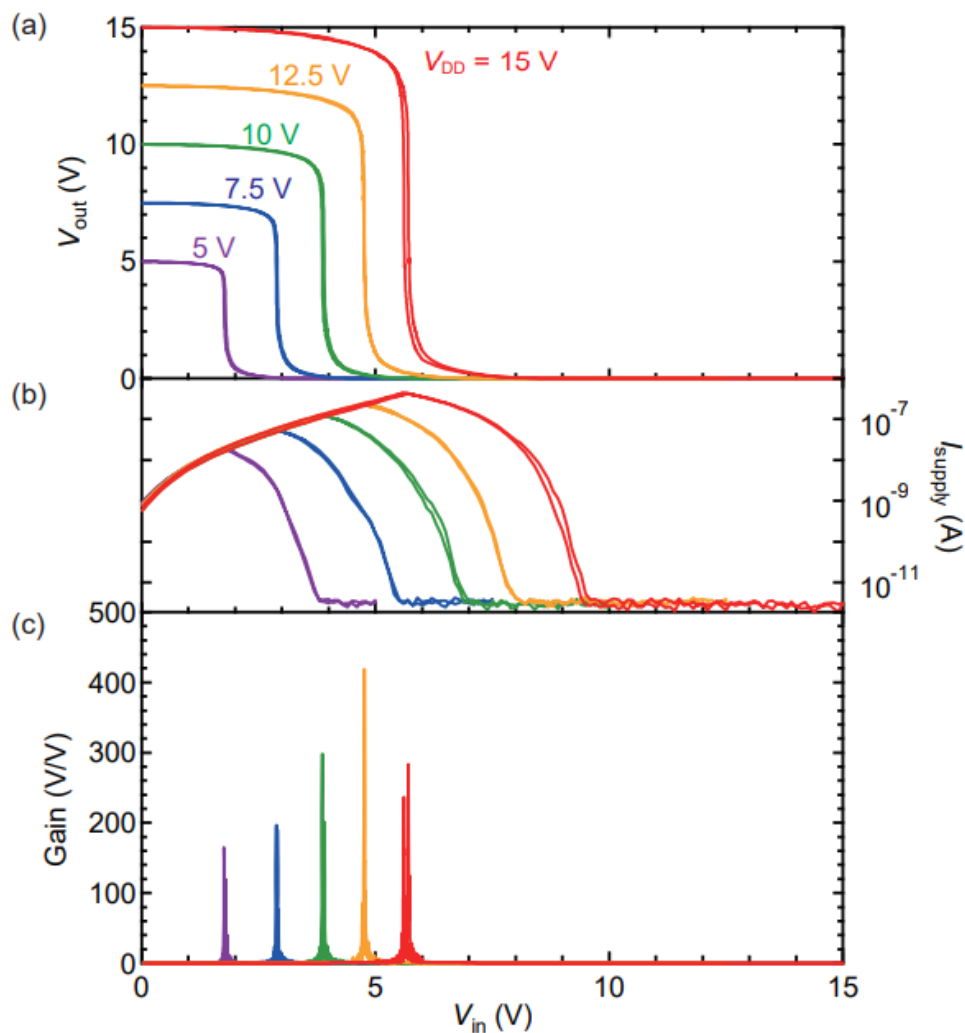 (a)
15
10
5
0
V_out (V)
V_DD = 15 V
12.5 V
10 V
7.5 V
5 V
(b)
10^-7
10^-9
10^-11
I_supply (A)
(c)
500
400
300
200
100
0
Gain (V/V)
0 5 10 15
V_in (V)